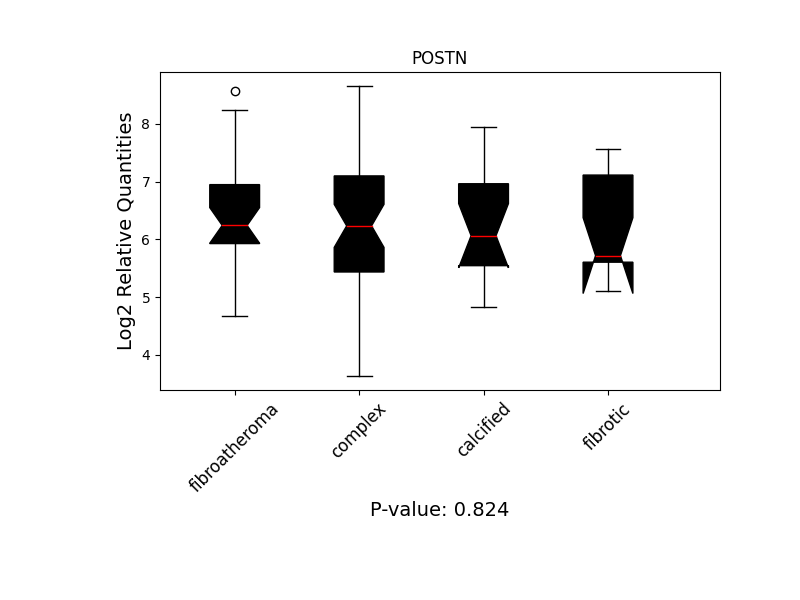 POSTN
Log2 Relative Quantities
8
7
6
5
4
fibroatheroma
complex
calcified
fibrotic
P-value: 0.824